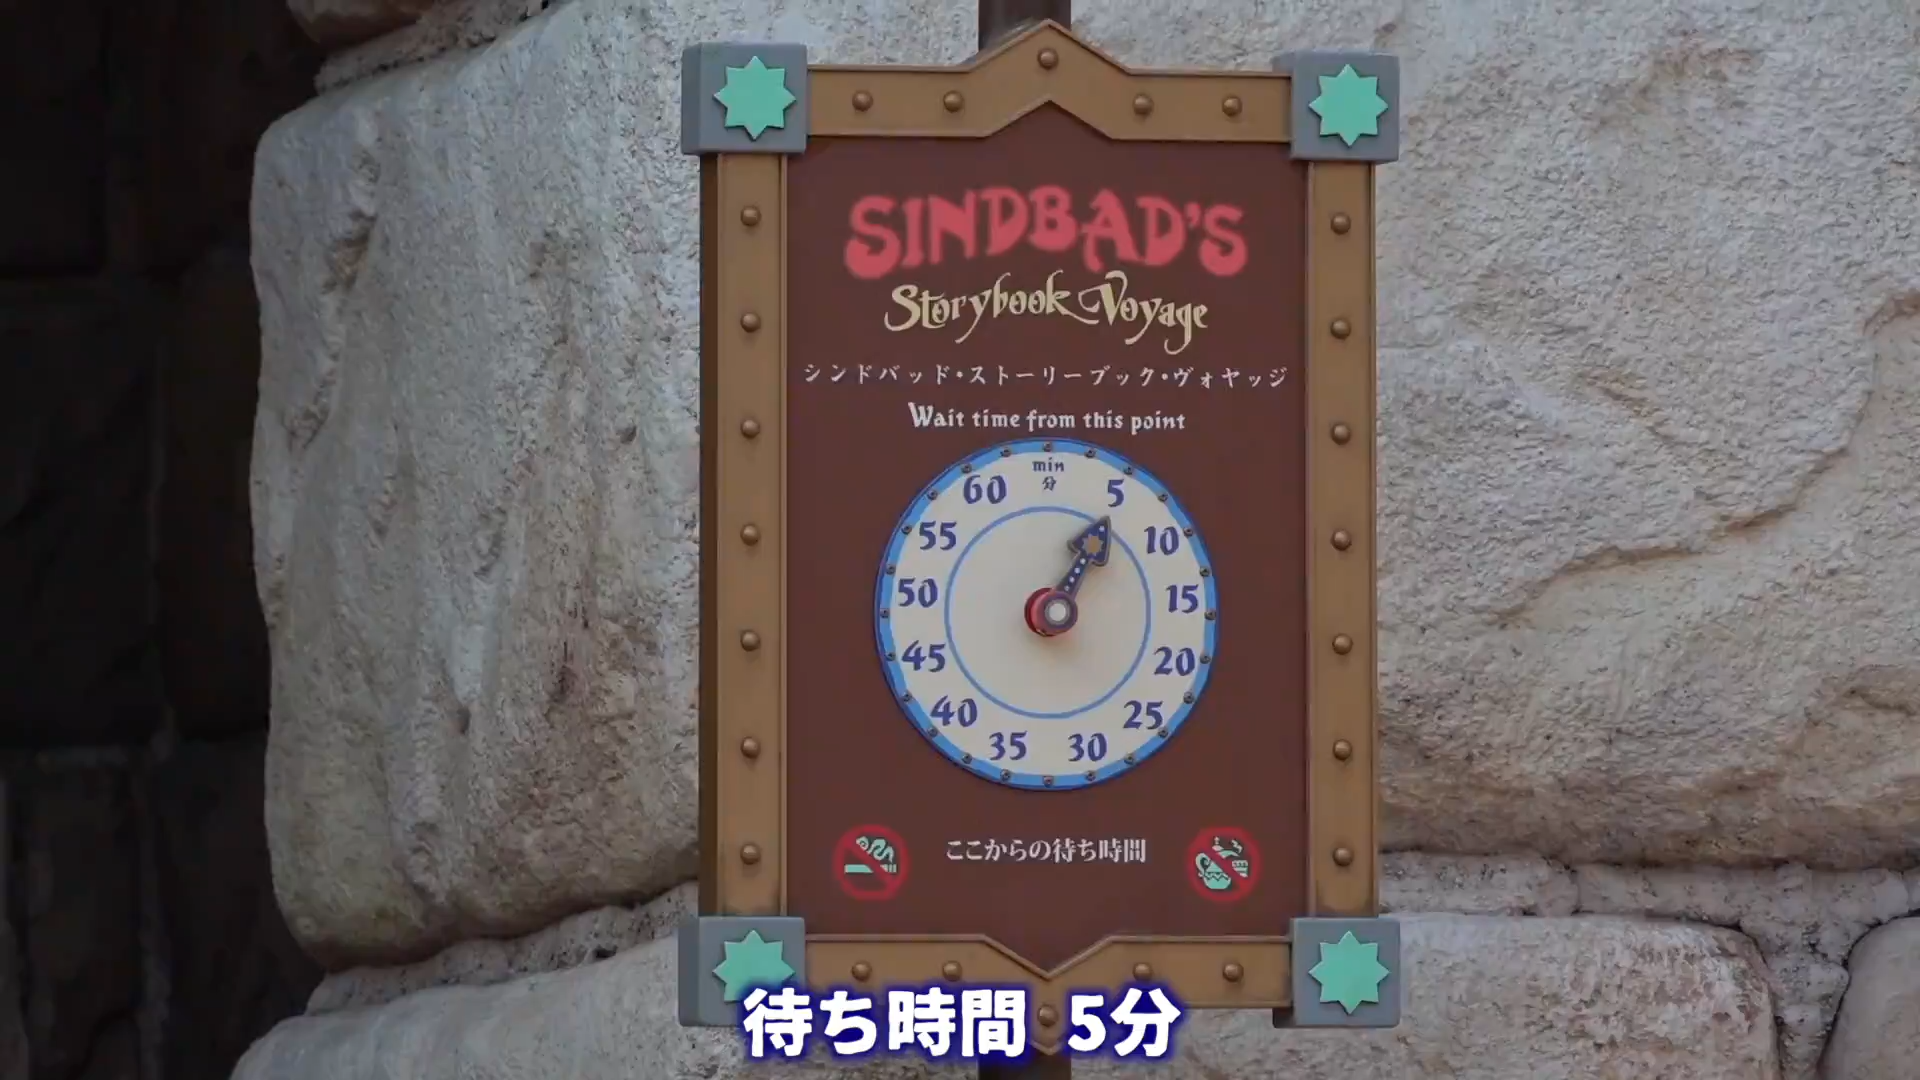 SINDBAD'S
Storybook Voyage
シンドバッド・ストーリーブック・ヴォヤッジ
Wait time from this point
min
分
5
10
15
20
25
30
35
40
45
50
55
60
ここからの待ち時間
待ち時間 5分